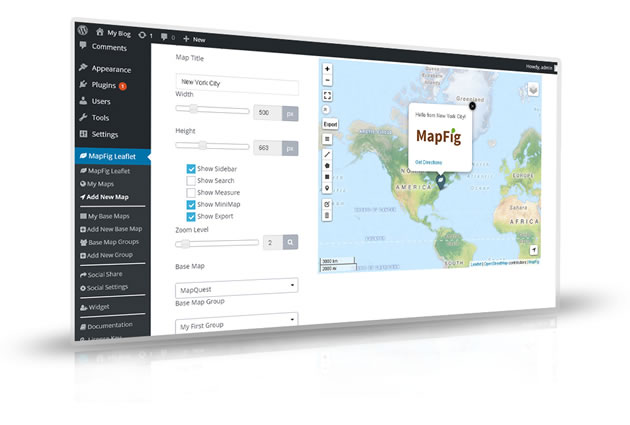 My Blog
1
0
+ New
Howdy, admin
Comments
Appearance
Plugins 1
Users
Tools
Settings
MapFig Leaflet
MapFig Leaflet
My Maps
Add New Map
My Base Maps
Add New Base Map
Base Map Groups
Add New Group
Social Share
Social Settings
Widget
Documentation
License Key
Map Title
New York City
Width
500 px
Height
663 px
Show Sidebar
Show Search
Show Measure
Show MiniMap
Show Export
Zoom Level
2
Base Map
MapQuest
Base Map Group
My First Group
+
−
Export
Greenland
Hello from New York City!
MapFig
Get Directions
NORTH
AMERICA
EUROPE
AFRICA
SOUTH
3000 km
2000 mi
Leaflet | OpenStreetMap contributors | MapFig